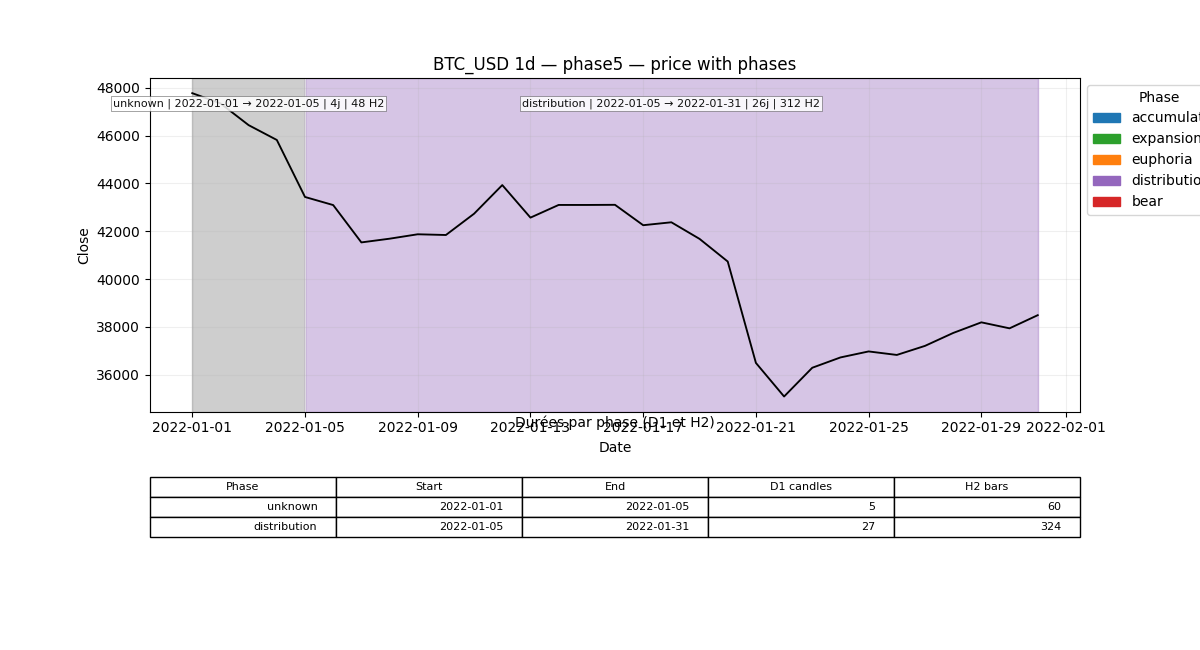 BTC_USD 1d — phase5 — price with phases
48000
46000
44000
42000
40000
38000
36000
Close
unknown | 2022-01-01 → 2022-01-05 | 4j | 48 H2
distribution | 2022-01-05 → 2022-01-31 | 26j | 312 H2
Phase
accumulat
expansion
euphoria
distributio
bear
2022-01-01 2022-01-05 2022-01-09 2022-01-13 2022-01-17 2022-01-21 2022-01-25 2022-01-29 2022-02-01
Durées par phase (D1 et H2)
Date
Phase Start End D1 candles H2 bars
unknown 2022-01-01 2022-01-05 5 60
distribution 2022-01-05 2022-01-31 27 324